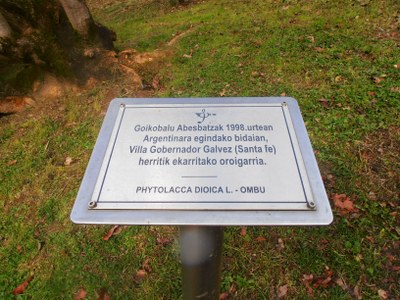 Goikobalu Abesbatzak 1998.urtean
Argentinara egindako bidaian,
Villa Gobernador Galvez (Santa fe)
herritik ekarritako oroigarria.
PHYTOLACCA DIOICA L. - OMBU